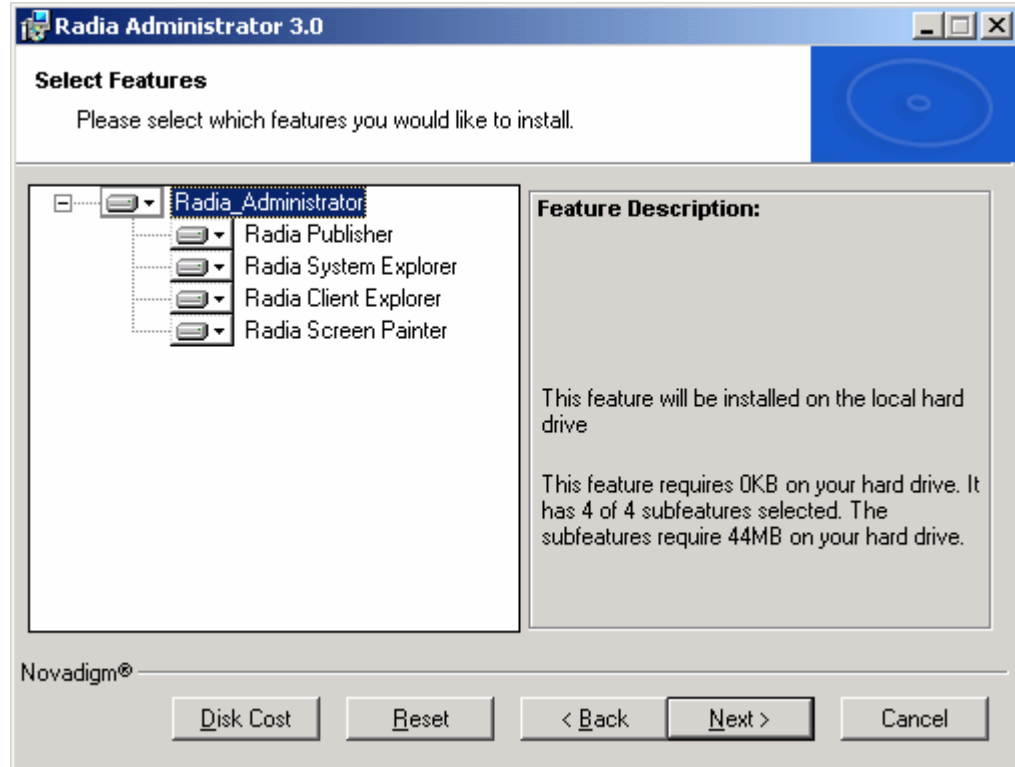 Radia Administrator 3.0
Select Features
Please select which features you would like to install.
Radia_Administrator
Radia Publisher
Radia System Explorer
Radia Client Explorer
Radia Screen Painter
Feature Description:
This feature will be installed on the local hard
drive
This feature requires 0KB on your hard drive. It
has 4 of 4 subfeatures selected. The
subfeatures require 44MB on your hard drive.
Novadigm®
Disk Cost
Reset
< Back
Next >
Cancel